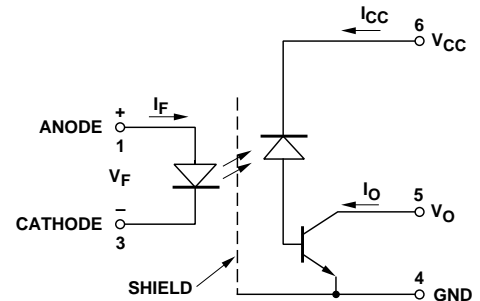 ICC
6
VCC
IF
+
ANODE
1
VF
5
IO
VO
–
CATHODE
3
4
SHIELD
GND